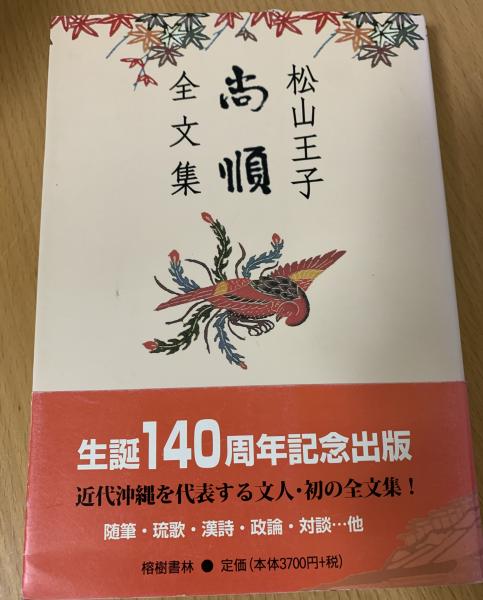 松山王子
尚順
全文集
生誕140周年記念出版
近代沖縄を代表する文人・初の全文集！
随筆・琉歌・漢詩・政論・対談…他
榕樹書林 ● 定価(本体3700円+税)